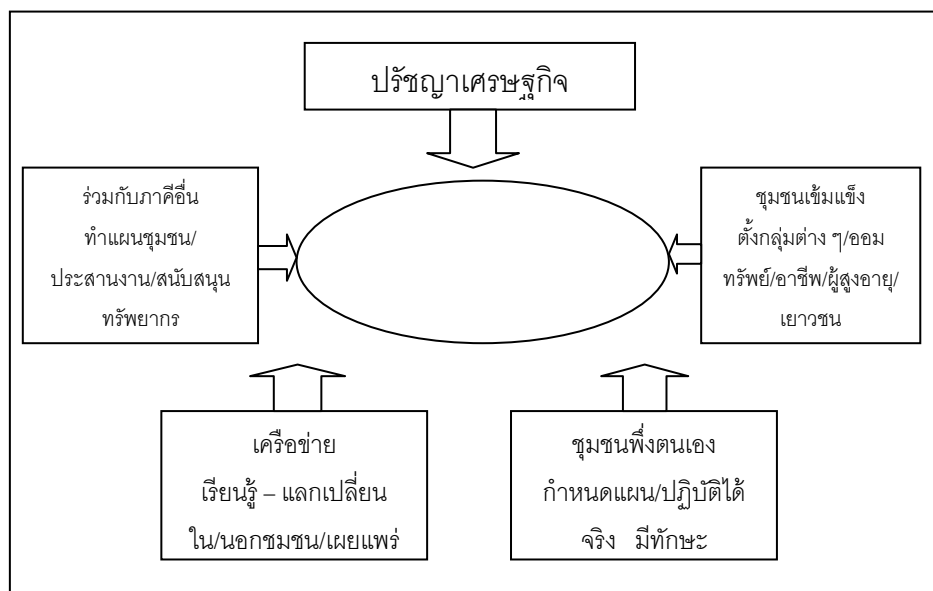 ปรัชญาเศรษฐกิจ
ร่วมกับภาคีอื่น
ทำแผนชุมชน/
ประสานงาน/สนับสนุน
ทรัพยากร
ชุมชนเข้มแข็ง
ตั้งกลุ่มต่าง ๆ/ออม
ทรัพย์/อาชีพ/ผู้สูงอายุ/
เยาวชน
เครือข่าย
เรียนรู้ – แลกเปลี่ยน
ใน/นอกชุมชน/เผยแพร่
ชุมชนพึ่งตนเอง
กำหนดแผน/ปฏิบัติได้
จริง มีทักษะ